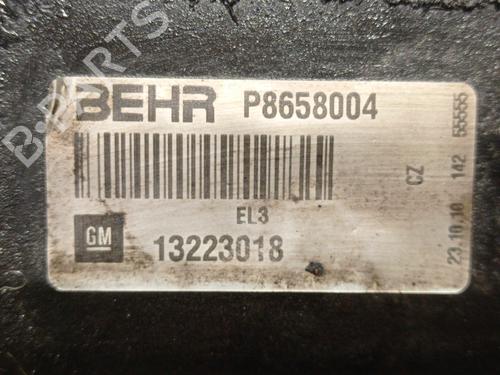 BEHR P8658004
EL3
GM 13223018
CZ
23.10.10 142 55555
B-PARTS